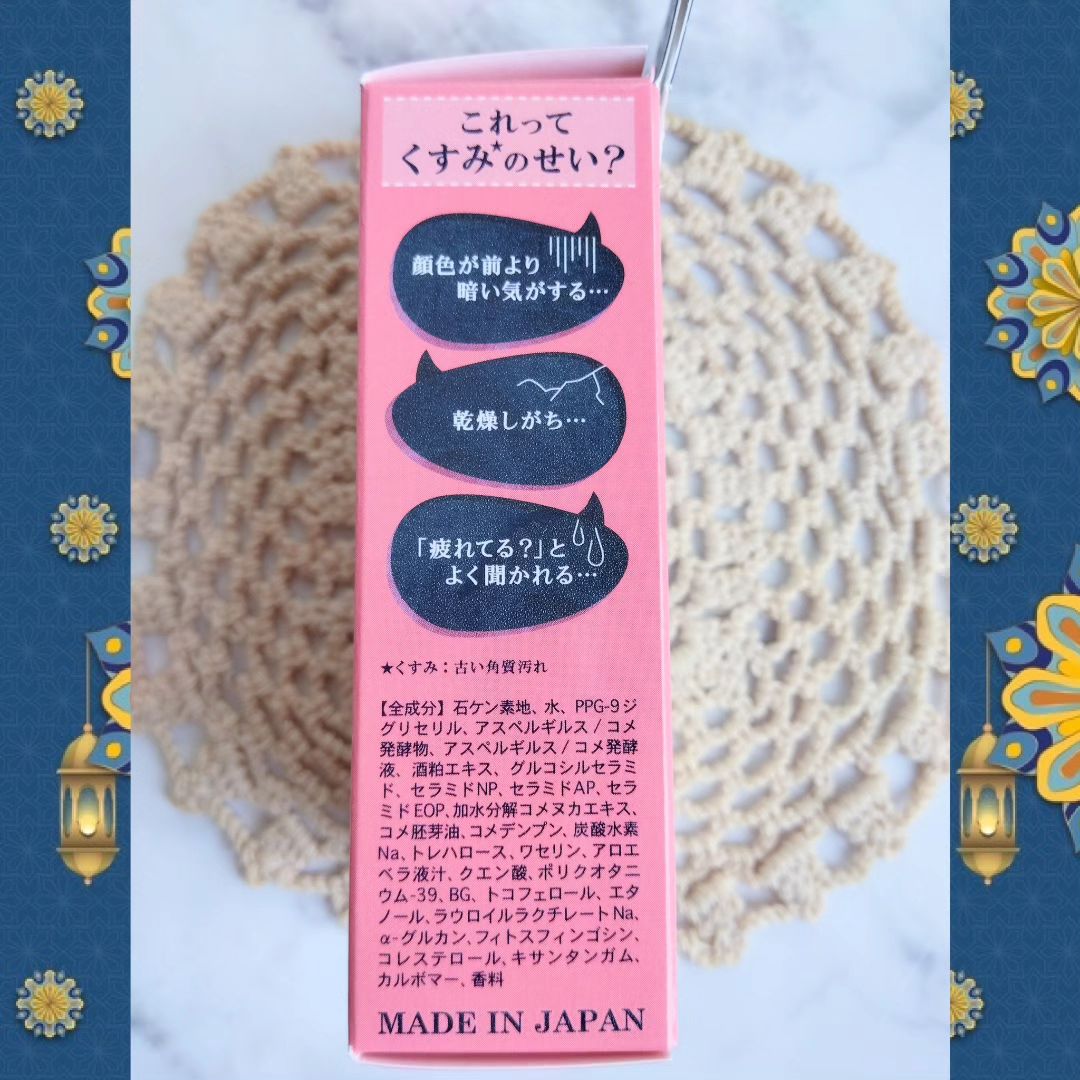 これって
くすみ★のせい?
顔色が前より
暗い気がする…
乾燥しがち…
「疲れてる?」と
よく聞かれる…
★くすみ：古い角質汚れ
【全成分】石ケン素地、水、PPG-9ジ
グリセリル、アスペルギルス/コメ
発酵物、アスペルギルス/コメ発酵
液、酒粕エキス、グルコシルセラミ
ド、セラミドNP、セラミドAP、セラ
ミドEOP、加水分解コメヌカエキス、
コメ胚芽油、コメデンプン、炭酸水素
Na、トレハロース、ワセリン、アロエ
ベラ液汁、クエン酸、ポリクオタニ
ウム-39、BG、トコフェロール、エタ
ノール、ラウロイルラクチレートNa、
α-グルカン、フィトスフィンゴシン、
コレステロール、キサンタンガム、
カルボマー、香料
MADE IN JAPAN